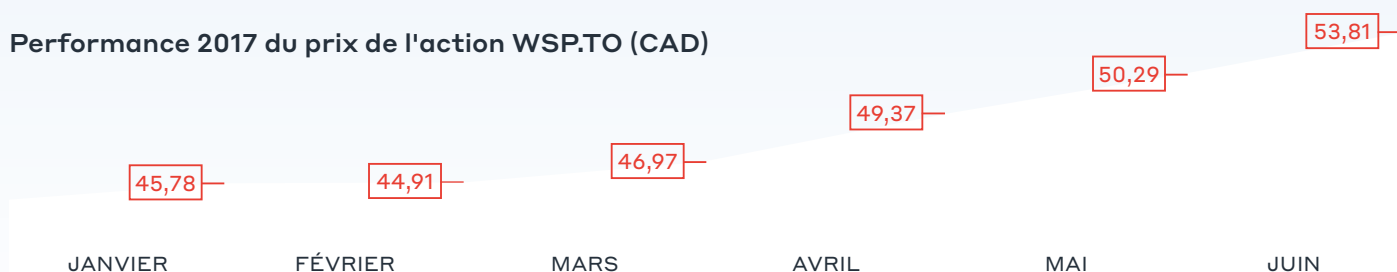 Performance 2017 du prix de l'action WSP.TO (CAD)
53,81
50,29
49,37
46,97
45,78
44,91
JANVIER
FÉVRIER
MARS
AVRIL
MAI
JUIN